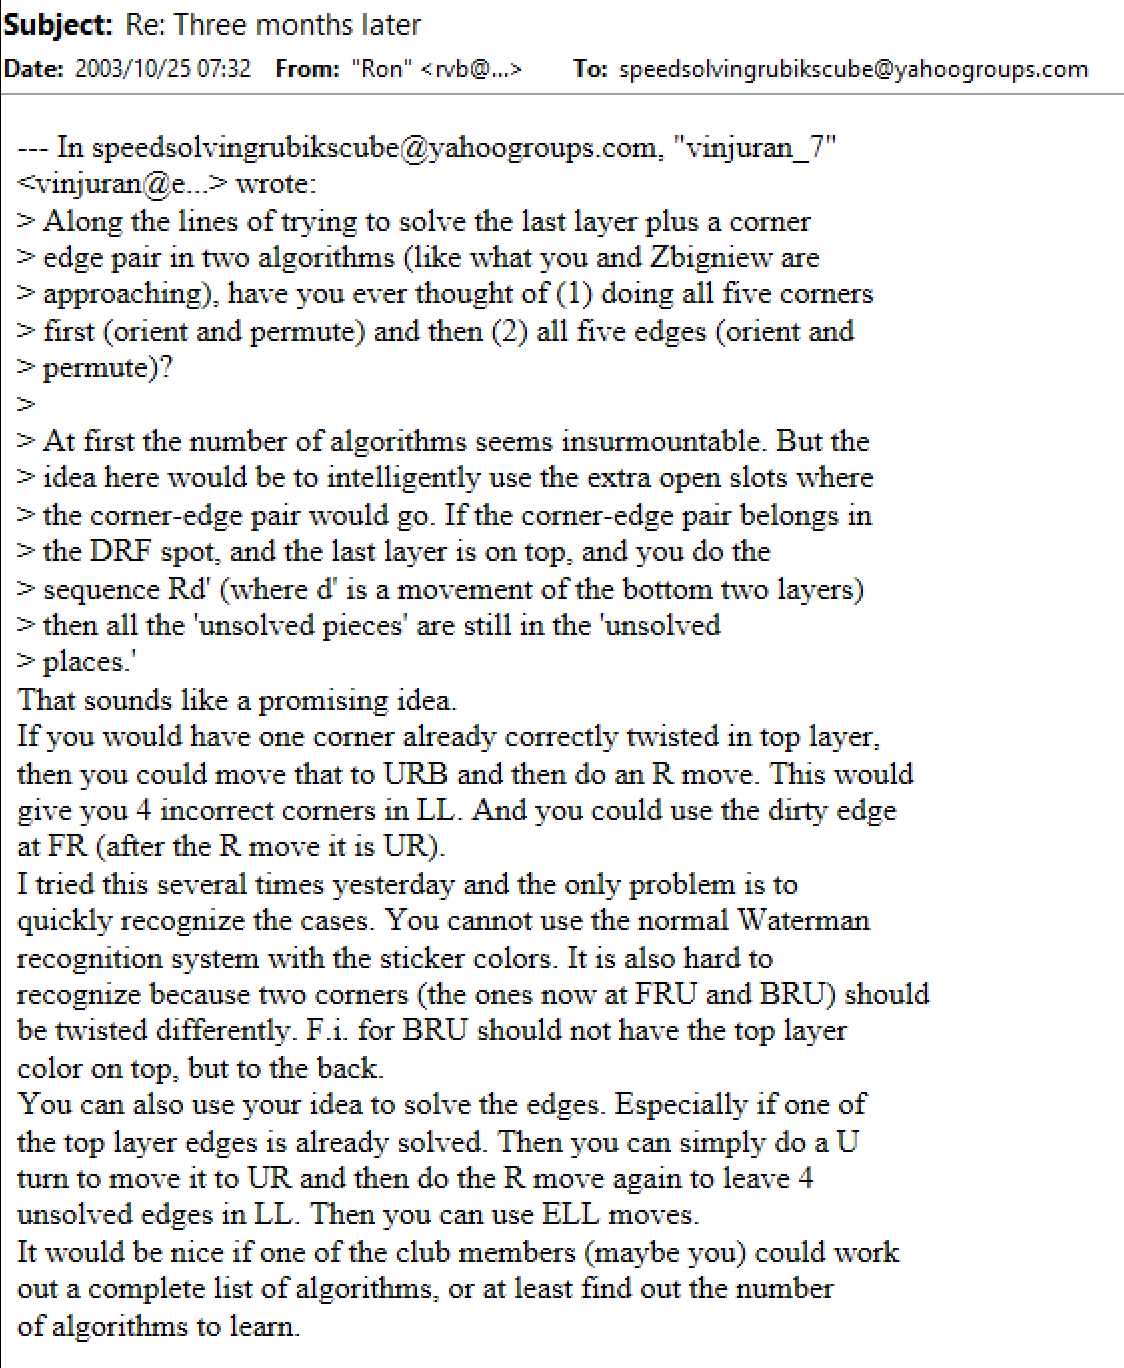 Subject: Re: Three months later
Date: 2003/10/25 07:32 From: "Ron" <rvb@...> To: speedsolvingrubikscube@yahoogroups.com
--- In speedsolvingrubikscube@yahoogroups.com, "vinjuran_7"
<vinjuran@e...> wrote:
> Along the lines of trying to solve the last layer plus a corner
> edge pair in two algorithms (like what you and Zbigniew are
> approaching), have you ever thought of (1) doing all five corners
> first (orient and permute) and then (2) all five edges (orient and
> permute)?
>
> At first the number of algorithms seems insurmountable. But the
> idea here would be to intelligently use the extra open slots where
> the corner-edge pair would go. If the corner-edge pair belongs in
> the DRF spot, and the last layer is on top, and you do the
> sequence Rd' (where d' is a movement of the bottom two layers)
> then all the 'unsolved pieces' are still in the 'unsolved
> places.'
That sounds like a promising idea.
If you would have one corner already correctly twisted in top layer,
then you could move that to URB and then do an R move. This would
give you 4 incorrect corners in LL. And you could use the dirty edge
at FR (after the R move it is UR).
I tried this several times yesterday and the only problem is to
quickly recognize the cases. You cannot use the normal Waterman
recognition system with the sticker colors. It is also hard to
recognize because two corners (the ones now at FRU and BRU) should
be twisted differently. F.i. for BRU should not have the top layer
color on top, but to the back.
You can also use your idea to solve the edges. Especially if one of
the top layer edges is already solved. Then you can simply do a U
turn to move it to UR and then do the R move again to leave 4
unsolved edges in LL. Then you can use ELL moves.
It would be nice if one of the club members (maybe you) could work
out a complete list of algorithms, or at least find out the number
of algorithms to learn.